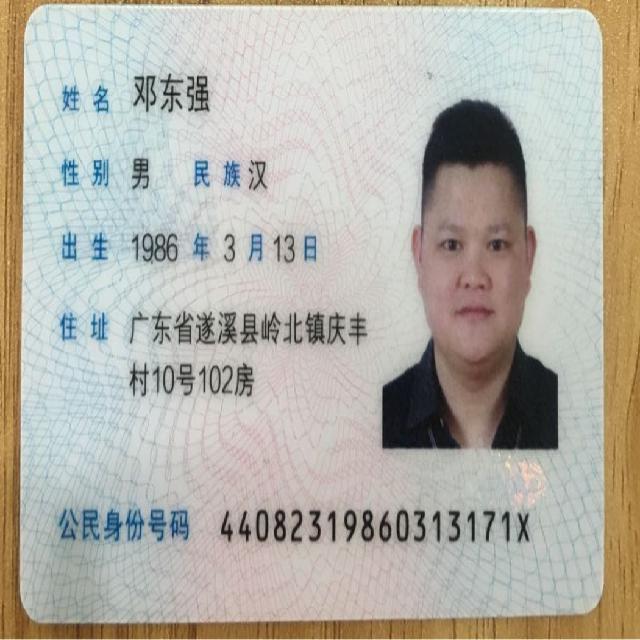 姓名 邓东强
性别 男 民族 汉
出生 1986 年 3 月 13 日
住址 广东省遂溪县岭北镇庆丰
村10号102房
公民身份号码 44082319860313171X